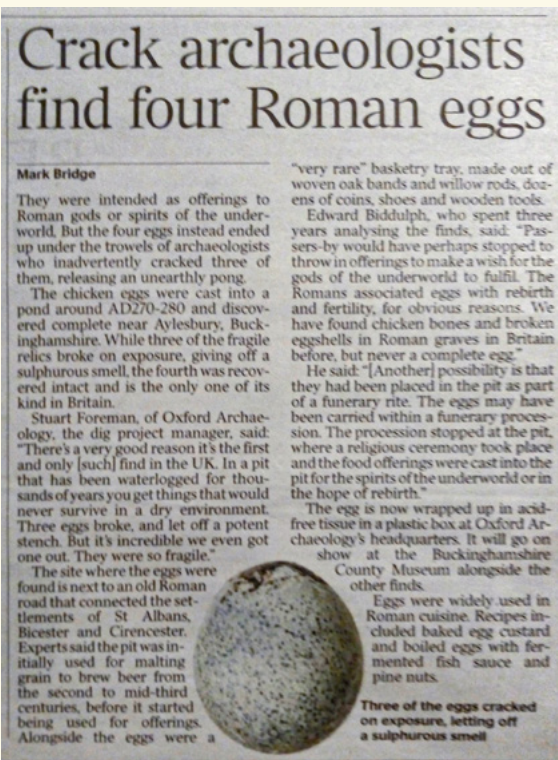 Crack archaeologists
find four Roman eggs
Mark Bridge
They were intended as offerings to
Roman gods or spirits of the under-
world. But the four eggs instead ended
up under the trowels of archaeologists
who inadvertently cracked three of
them, releasing an unearthly pong.
The chicken eggs were cast into a
pond around AD270-280 and discov-
ered complete near Aylesbury, Buck-
inghamshire. While three of the fragile
relics broke on exposure, giving off a
sulphurous smell, the fourth was recov-
ered intact and is the only one of its
kind in Britain.
Stuart Foreman, of Oxford Archae-
ology, the dig project manager, said:
"There's a very good reason it's the first
and only [such] find in the UK. In a pit
that has been waterlogged for thou-
sands of years you get things that would
never survive in a dry environment.
Three eggs broke, and let off a potent
stench. But it's incredible we even got
one out. They were so fragile."
The site where the eggs were
found is next to an old Roman
road that connected the set-
tlements of St Albans,
Bicester and Cirencester.
Experts said the pit was in-
itially used for malting
grain to brew beer from
the second to mid-third
centuries, before it started
being used for offerings.
Alongside the eggs were a
"very rare" basketry tray, made out of
woven oak bands and willow rods, doz-
ens of coins, shoes and wooden tools.
Edward Biddulph, who spent three
years analysing the finds, said: "Pas-
sers-by would have perhaps stopped to
throw in offerings to make a wish for the
gods of the underworld to fulfil. The
Romans associated eggs with rebirth
and fertility, for obvious reasons. We
have found chicken bones and broken
eggshells in Roman graves in Britain
before, but never a complete egg."
He said: "[Another] possibility is that
they had been placed in the pit as part
of a funerary rite. The eggs may have
been carried within a funerary proces-
sion. The procession stopped at the pit,
where a religious ceremony took place
and the food offerings were cast into the
pit for the spirits of the underworld or in
the hope of rebirth."
The egg is now wrapped up in acid-
free tissue in a plastic box at Oxford Ar-
chaeology's headquarters. It will go on
show at the Buckinghamshire
County Museum alongside the
other finds.
Eggs were widely used in
Roman cuisine. Recipes in-
cluded baked egg custard
and boiled eggs with fer-
mented fish sauce and
pine nuts.
Three of the eggs cracked
on exposure, letting off
a sulphurous smell